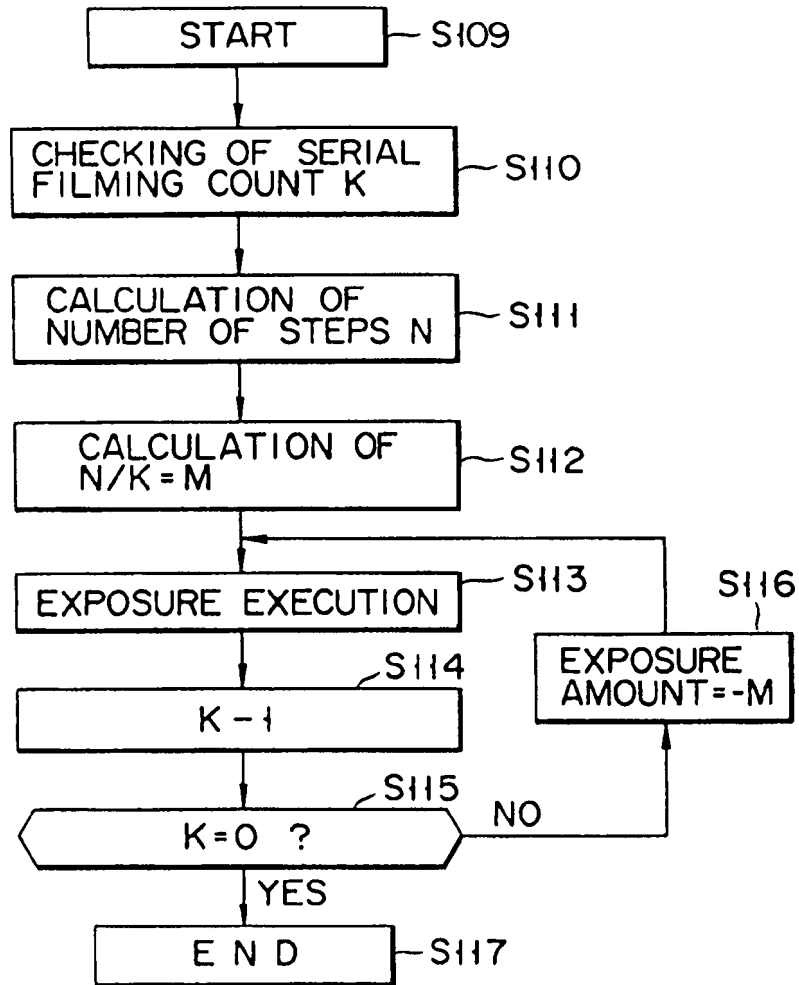 START
S109
CHECKING OF SERIAL
FILMING COUNT K
S110
CALCULATION OF
NUMBER OF STEPS N
S111
CALCULATION OF
N/K=M
S112
EXPOSURE EXECUTION
S113
S116
EXPOSURE
AMOUNT=-M
S114
K-1
S115
K=0 ?
NO
YES
END
S117